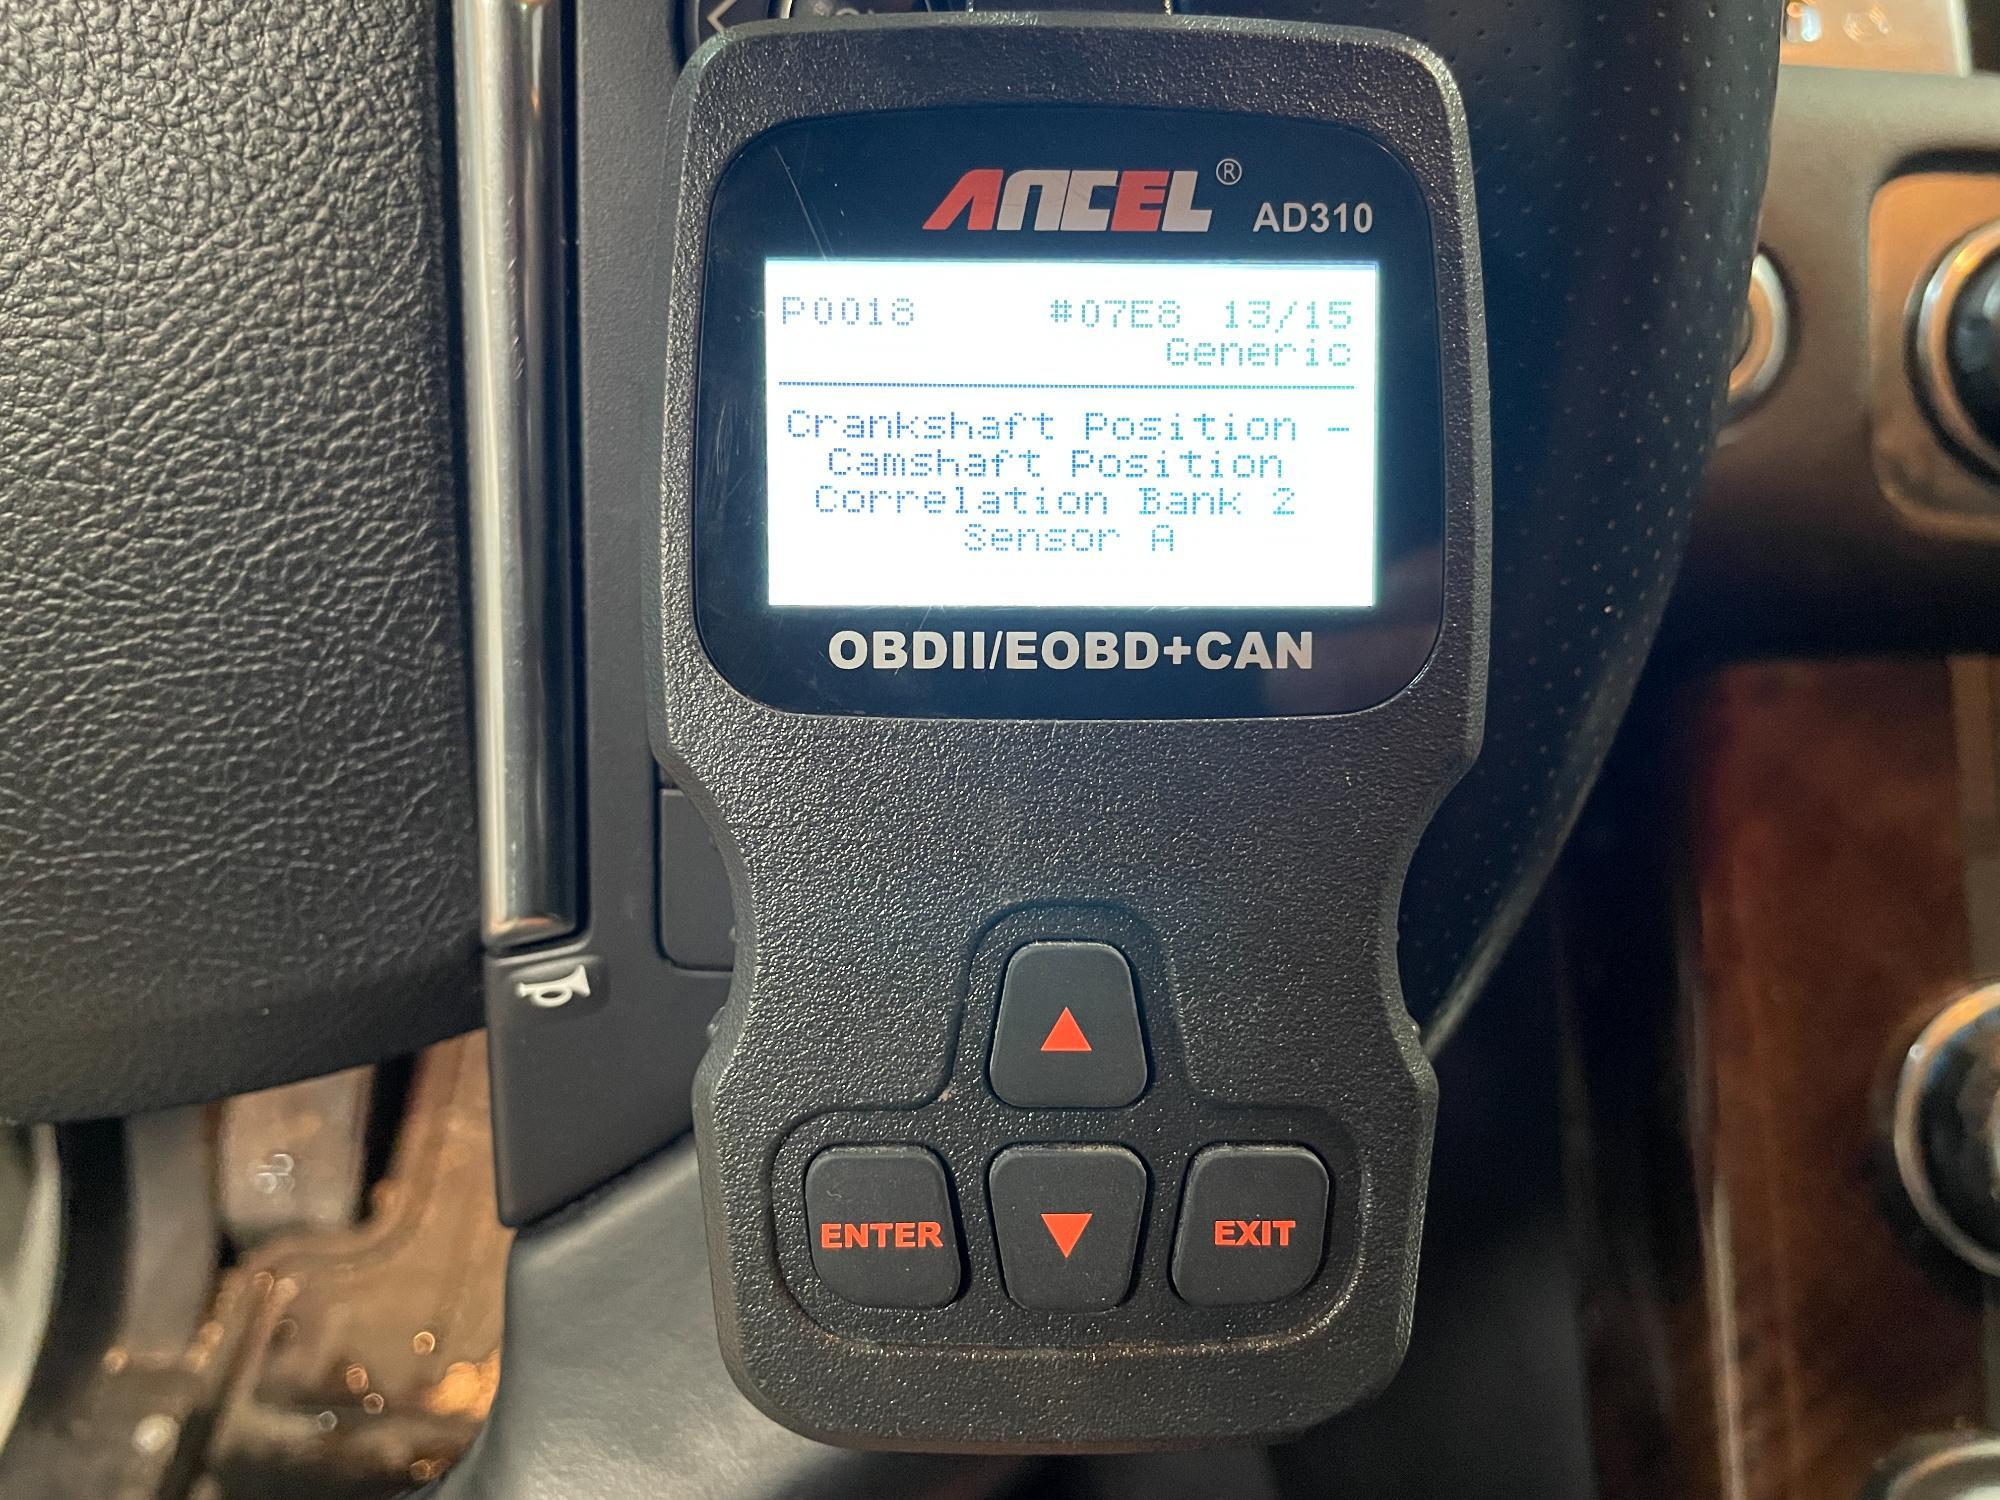 ANCEL® AD310
P0018 #07E8 13/15
Generic
Crankshaft Position -
Camshaft Position
Correlation Bank 2
Sensor A
OBDII/EOBD+CAN
ENTER EXIT